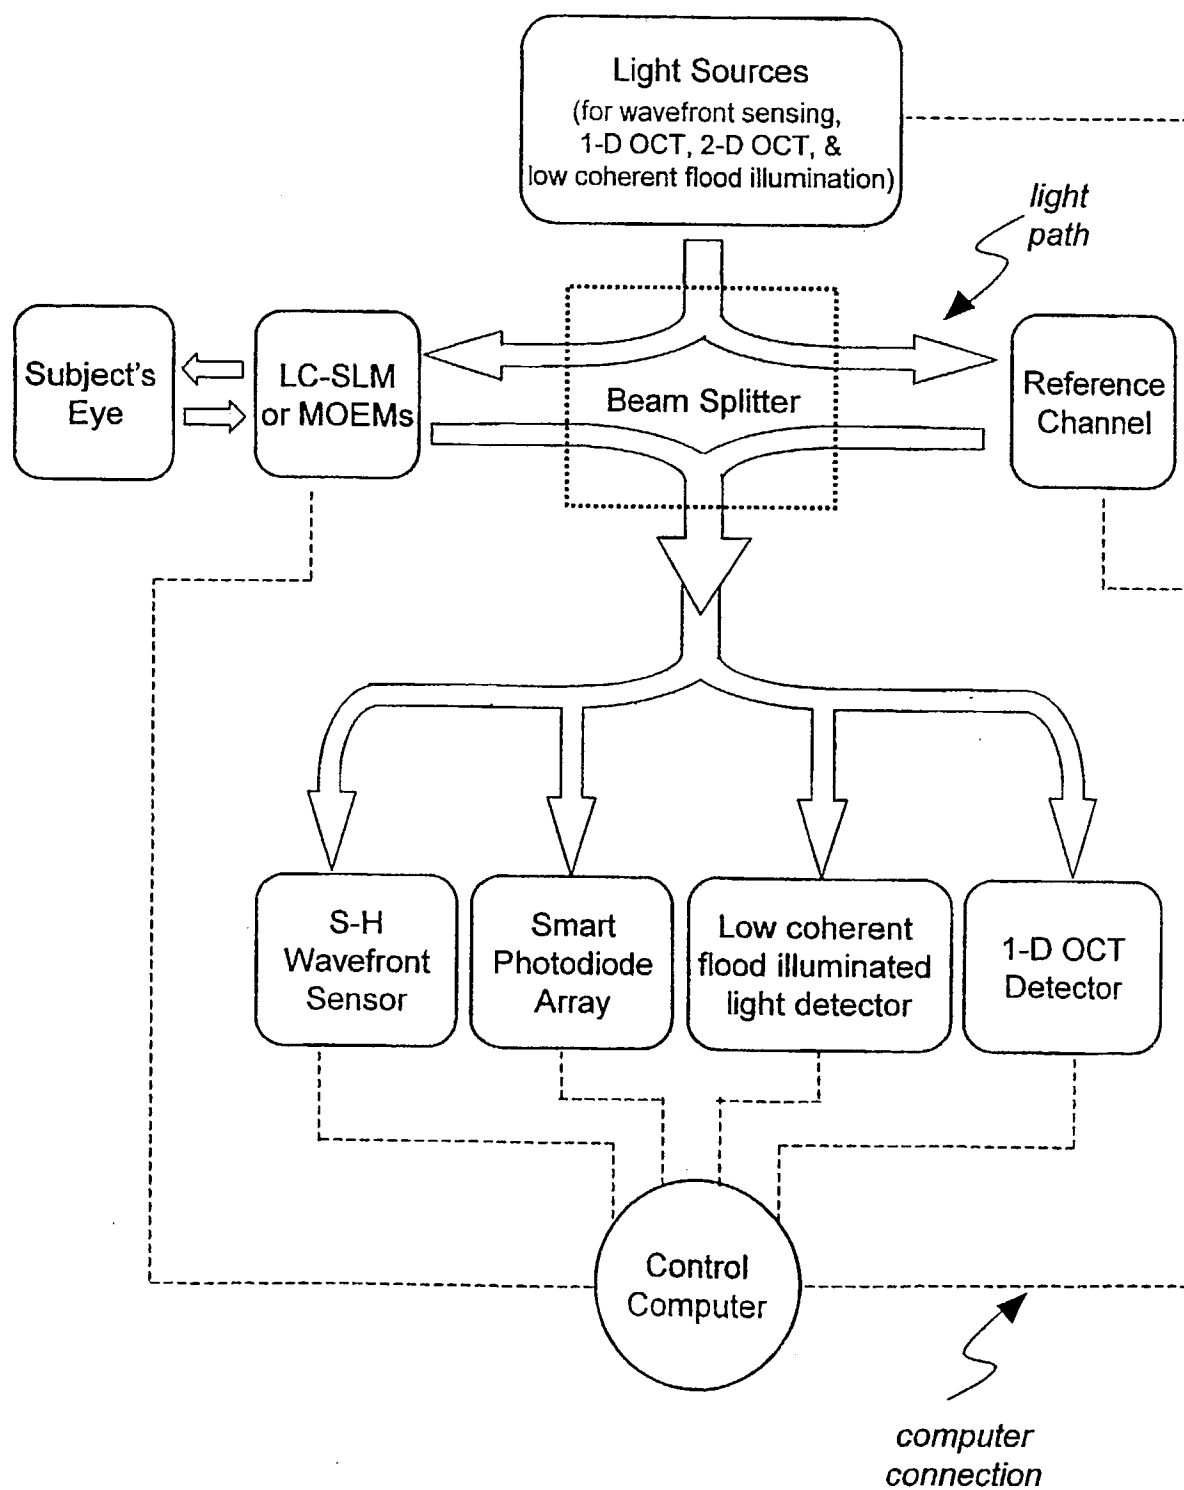 Light Sources
(for wavefront sensing,
1-D OCT, 2-D OCT, &
low coherent flood illumination)
light
path
Subject's
Eye
LC-SLM
or MOEMs
Beam Splitter
Reference
Channel
S-H
Wavefront
Sensor
Smart
Photodiode
Array
Low coherent
flood illuminated
light detector
1-D OCT
Detector
Control
Computer
computer
connection